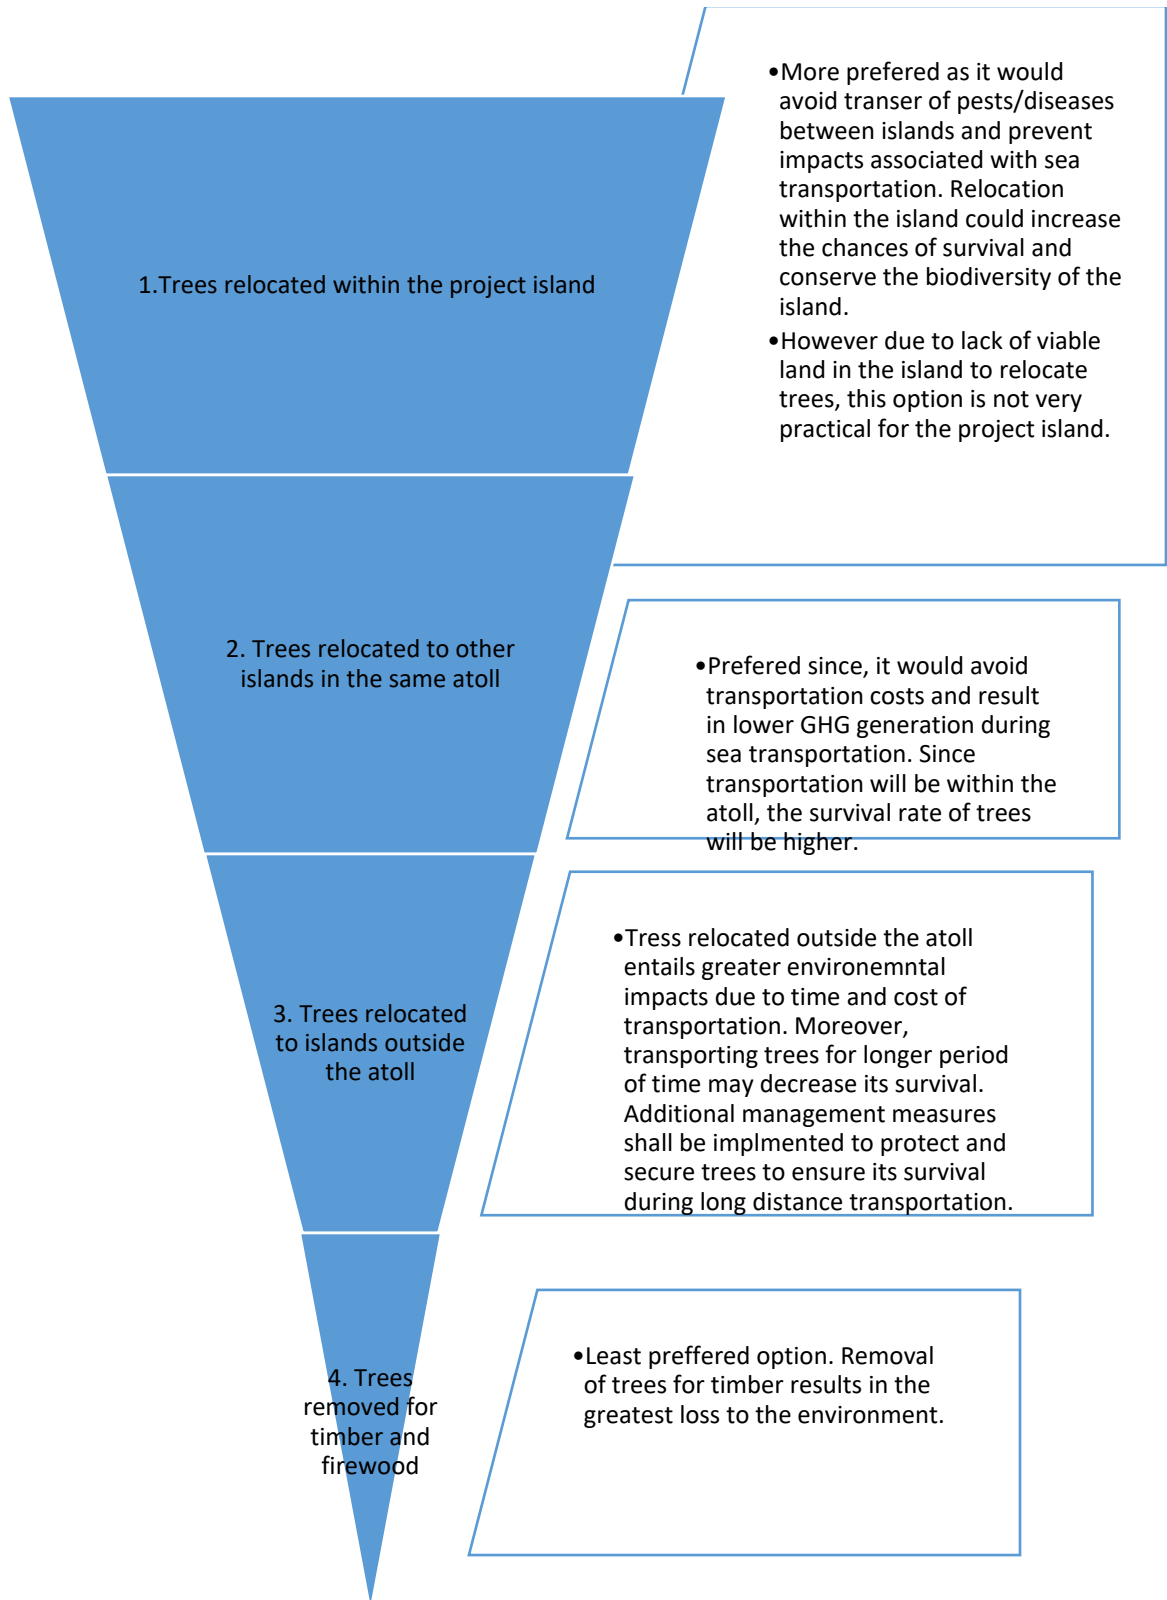 1.Trees relocated within the project island
•More prefered as it would
avoid transer of pests/diseases
between islands and prevent
impacts associated with sea
transportation. Relocation
within the island could increase
the chances of survival and
conserve the biodiversity of the
island.
•However due to lack of viable
land in the island to relocate
trees, this option is not very
practical for the project island.
2. Trees relocated to other
islands in the same atoll
•Prefered since, it would avoid
transportation costs and result
in lower GHG generation during
sea transportation. Since
transportation will be within the
atoll, the survival rate of trees
will be higher.
3. Trees relocated
to islands outside
the atoll
•Tress relocated outside the atoll
entails greater environemntal
impacts due to time and cost of
transportation. Moreover,
transporting trees for longer period
of time may decrease its survival.
Additional management measures
shall be implmented to protect and
secure trees to ensure its survival
during long distance transportation.
4. Trees
removed for
timber and
firewood
•Least preffered option. Removal
of trees for timber results in the
greatest loss to the environment.